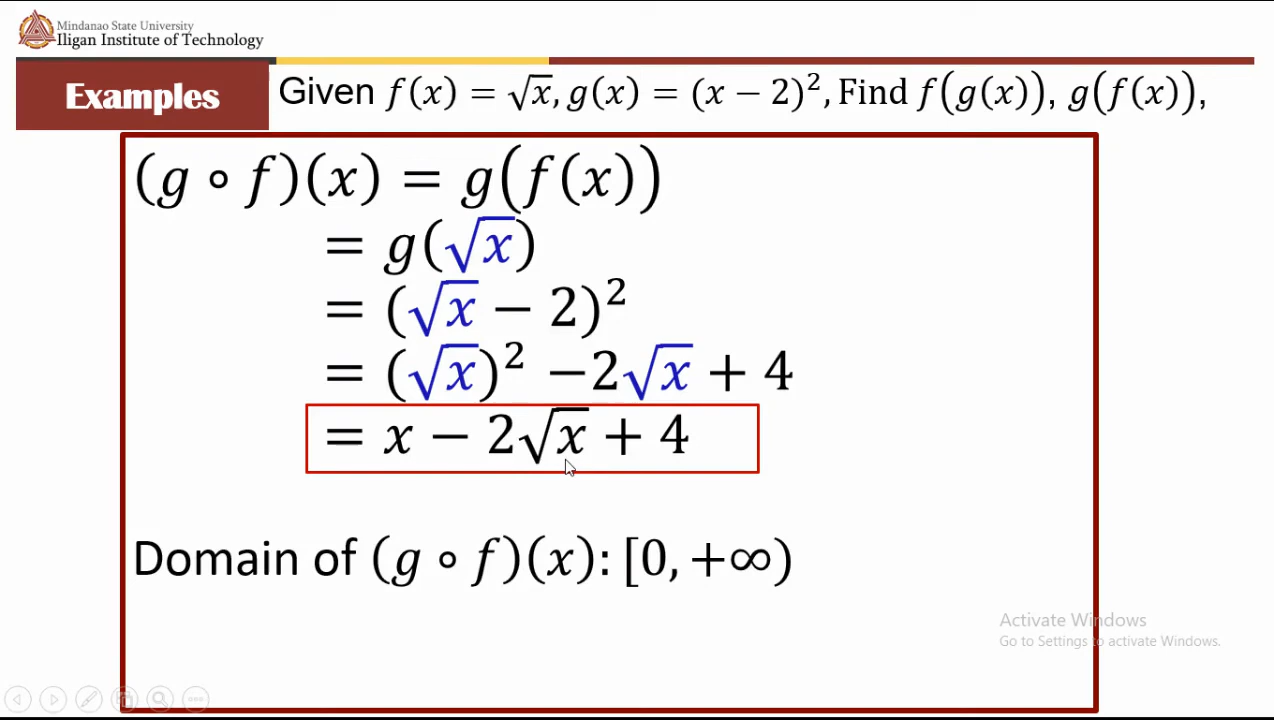 Mindanao State University
Iligan Institute of Technology
Examples
Given f(x) = √x, g(x) = (x − 2)², Find f(g(x)), g(f(x)),
(g ∘ f)(x) = g(f(x))
= g(√x)
= (√x − 2)²
= (√x)² −2√x + 4
= x − 2√x + 4
Domain of (g ∘ f)(x): [0, +∞)
Activate Windows
Go to Settings to activate Windows.